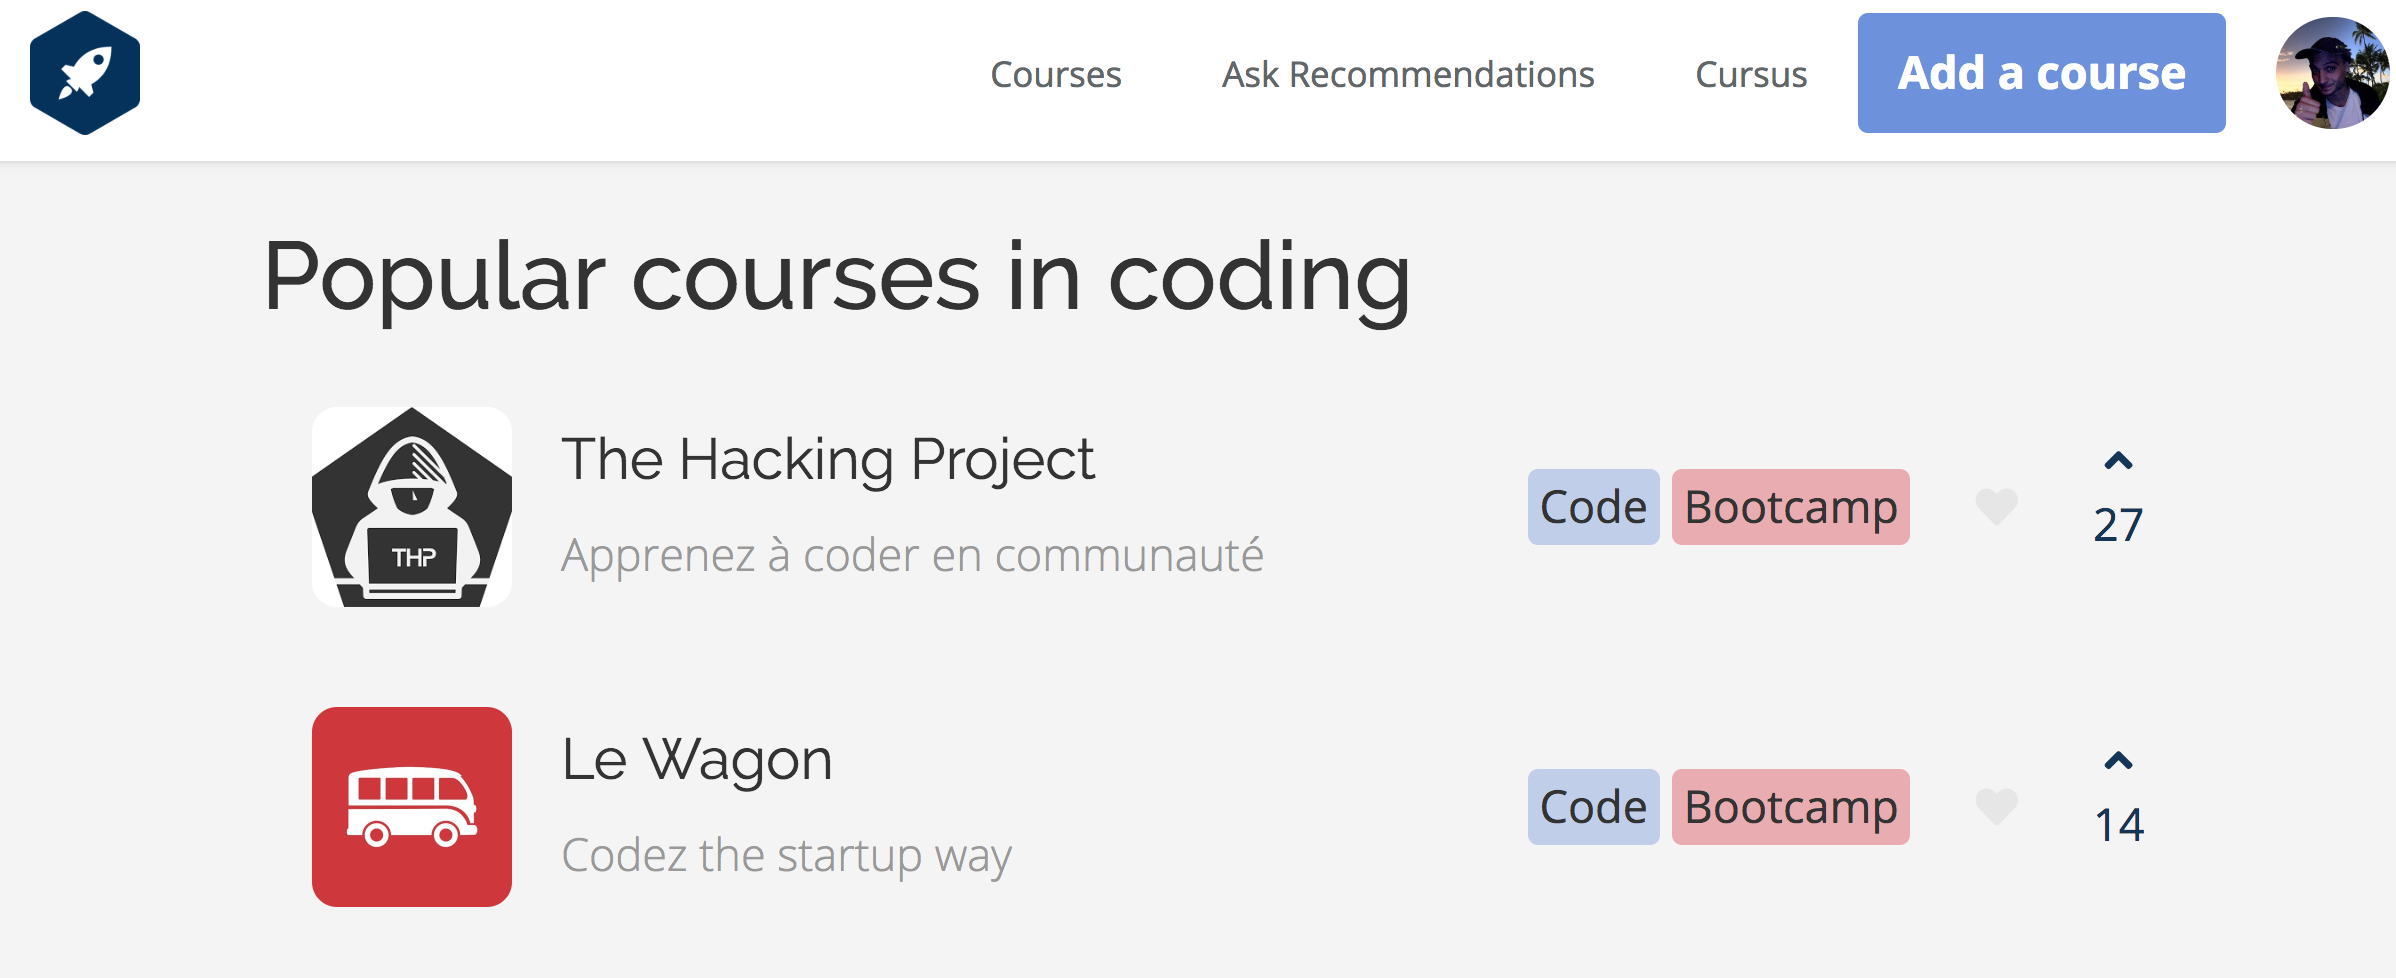 Courses Ask Recommendations Cursus Add a course
Popular courses in coding
THP
The Hacking Project
Apprenez à coder en communauté
Code Bootcamp
27
Le Wagon
Codez the startup way
Code Bootcamp
14